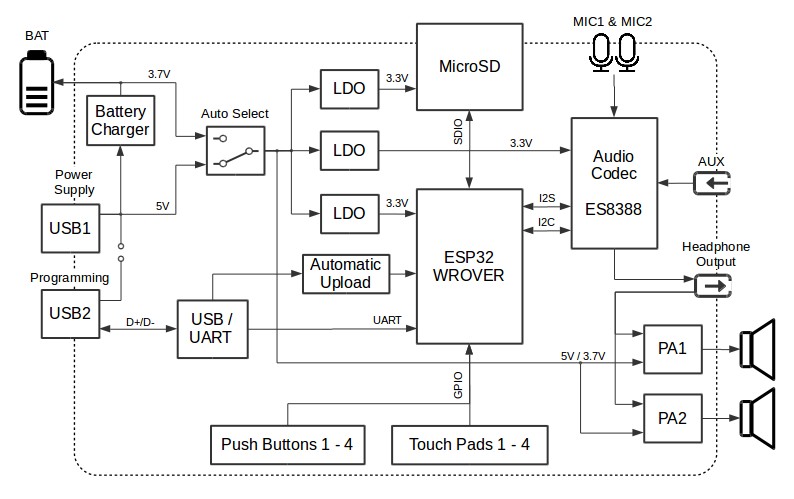 MIC1 & MIC2
BAT
MicroSD
3.7V
LDO
3.3V
Battery
Charger
Auto Select
SDIO
LDO
3.3V
Audio
Codec
ES8388
AUX
Power
Supply
5V
LDO
3.3V
I2S
I2C
USB1
ESP32
WROVER
Headphone
Output
Automatic
Upload
Programming
USB2
D+/D-
USB /
UART
UART
5V / 3.7V
PA1
GPIO
PA2
Push Buttons 1 - 4
Touch Pads 1 - 4